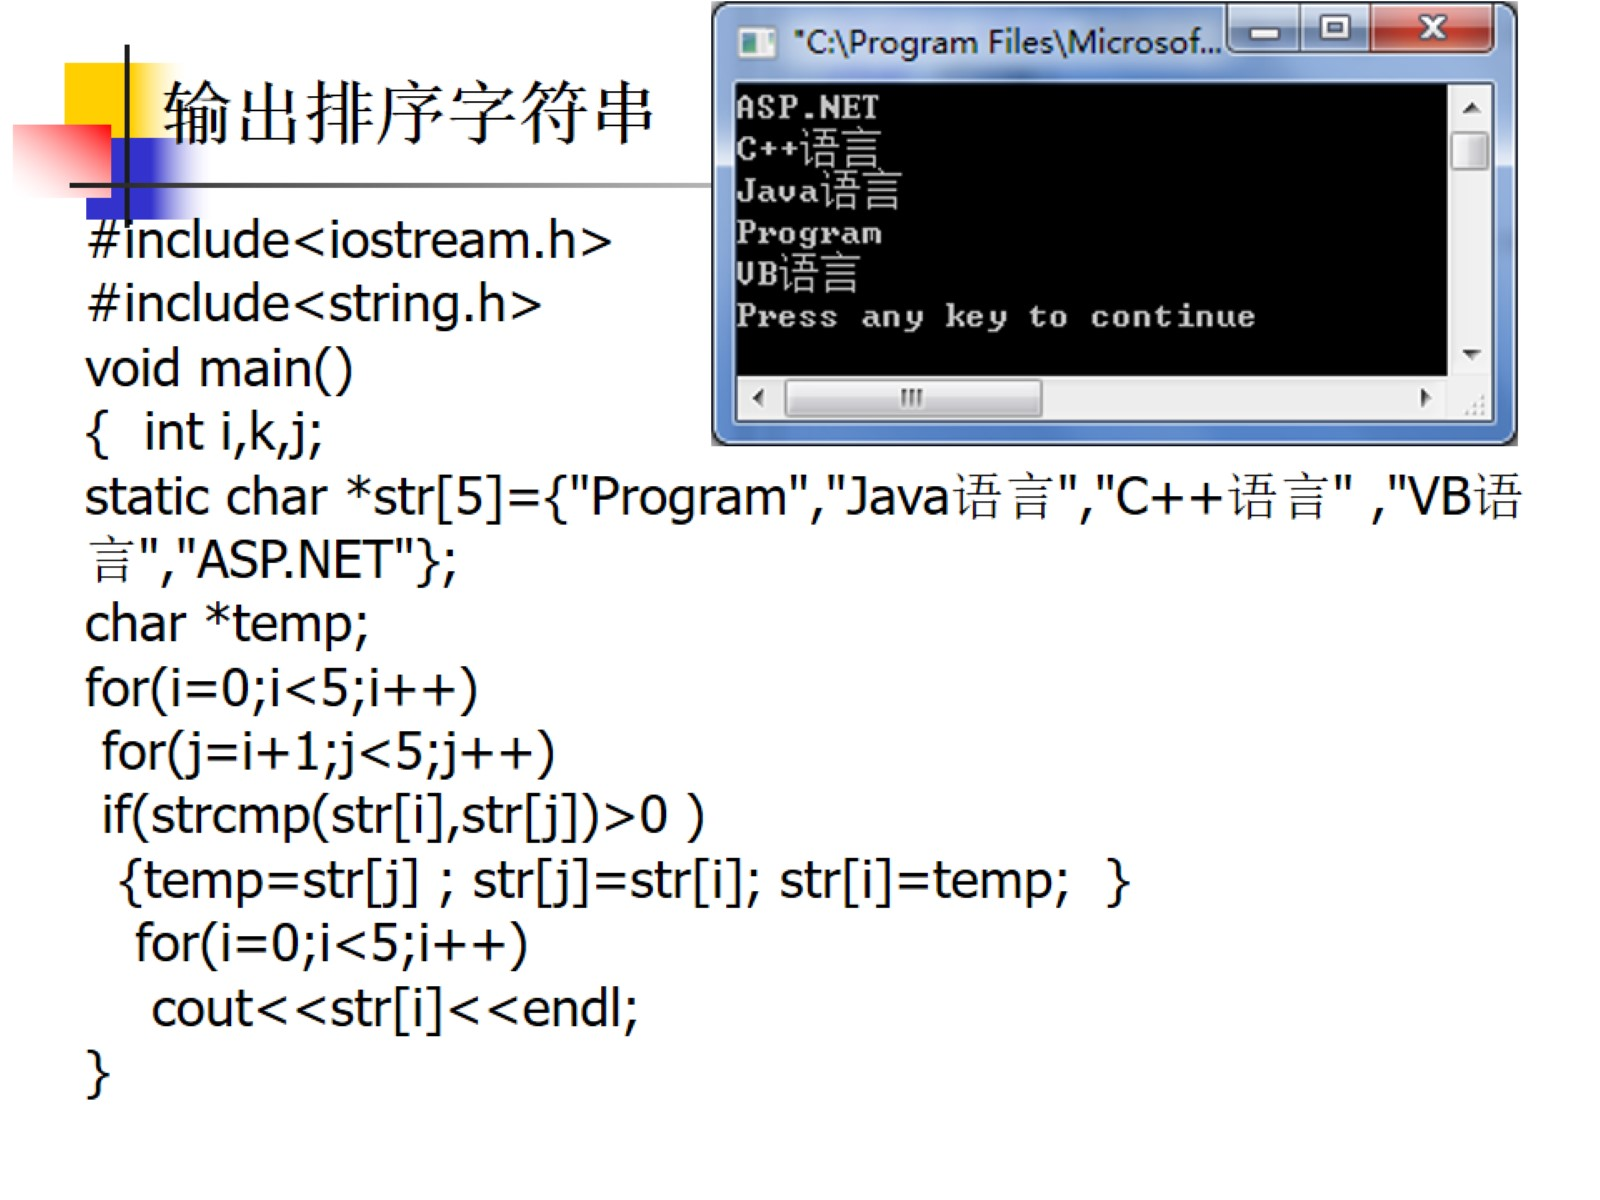 输出排序字符串
"C:\Program Files\Microsof...
ASP.NET
C++语言
Java语言
Program
VB语言
Press any key to continue
#include<iostream.h>
#include<string.h>
void main()
{  int i,k,j;
static char *str[5]={"Program","Java语言","C++语言" ,"VB语
言","ASP.NET"};
char *temp;
for(i=0;i<5;i++)
 for(j=i+1;j<5;j++)
 if(strcmp(str[i],str[j])>0 )
  {temp=str[j] ; str[j]=str[i]; str[i]=temp;  }
   for(i=0;i<5;i++)
    cout<<str[i]<<endl;
}